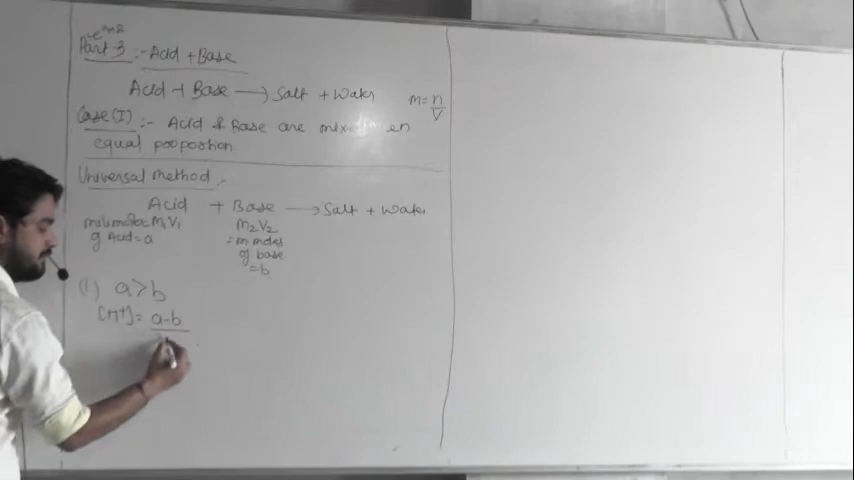 Part-3 :- Acid + Base
Acid + Base → Salt + Water
M = n/V
Case (I) :- Acid & Base are mixed in equal proportion
Universal method :-
Acid + Base → Salt + Water
millimoles = M₁V₁
of Acid = a
M₂V₂
= m moles
of base
= b
(1) a > b
[H⁺] = a-b